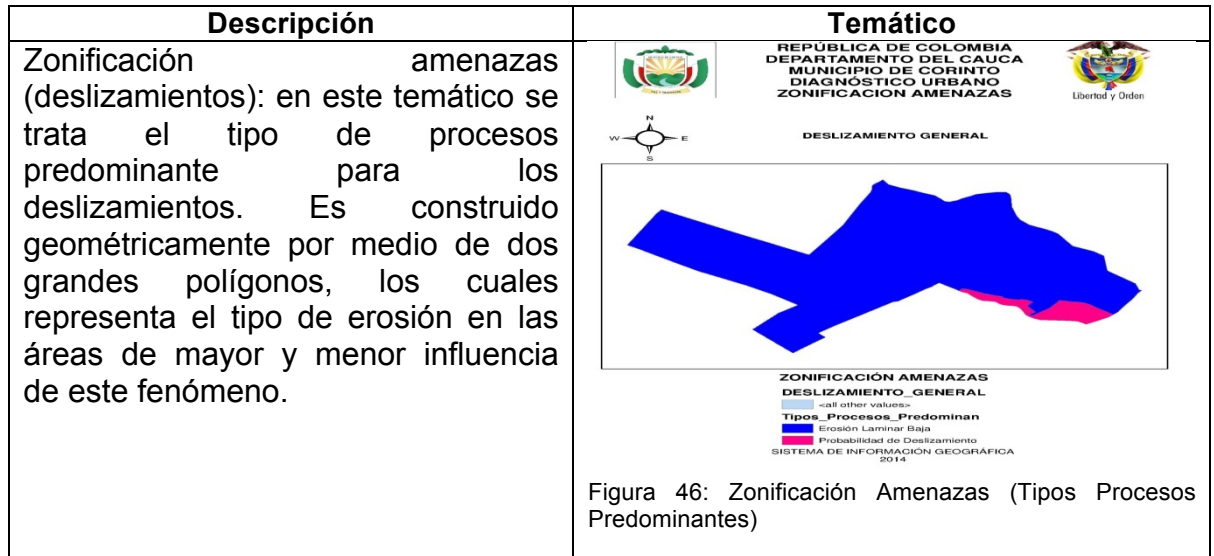 Descripción
Zonificación amenazas
(deslizamientos): en este temático se
trata el tipo de procesos
predominante para los
deslizamientos. Es construido
geométricamente por medio de dos
grandes polígonos, los cuales
representa el tipo de erosión en las
áreas de mayor y menor influencia
de este fenómeno.
Temático
REPÚBLICA DE COLOMBIA
DEPARTAMENTO DEL CAUCA
MUNICIPIO DE CORINTO
DIAGNÓSTICO URBANO
ZONIFICACION AMENAZAS
Libertad y Orden
N
W E
S
DESLIZAMIENTO GENERAL
ZONIFICACIÓN AMENAZAS
DESLIZAMIENTO_GENERAL
<all other values>
Tipos_Procesos_Predominan
Erosión Laminar Baja
Probabilidad de Deslizamiento
SISTEMA DE INFORMACIÓN GEOGRÁFICA
2014
Figura 46: Zonificación Amenazas (Tipos Procesos
Predominantes)